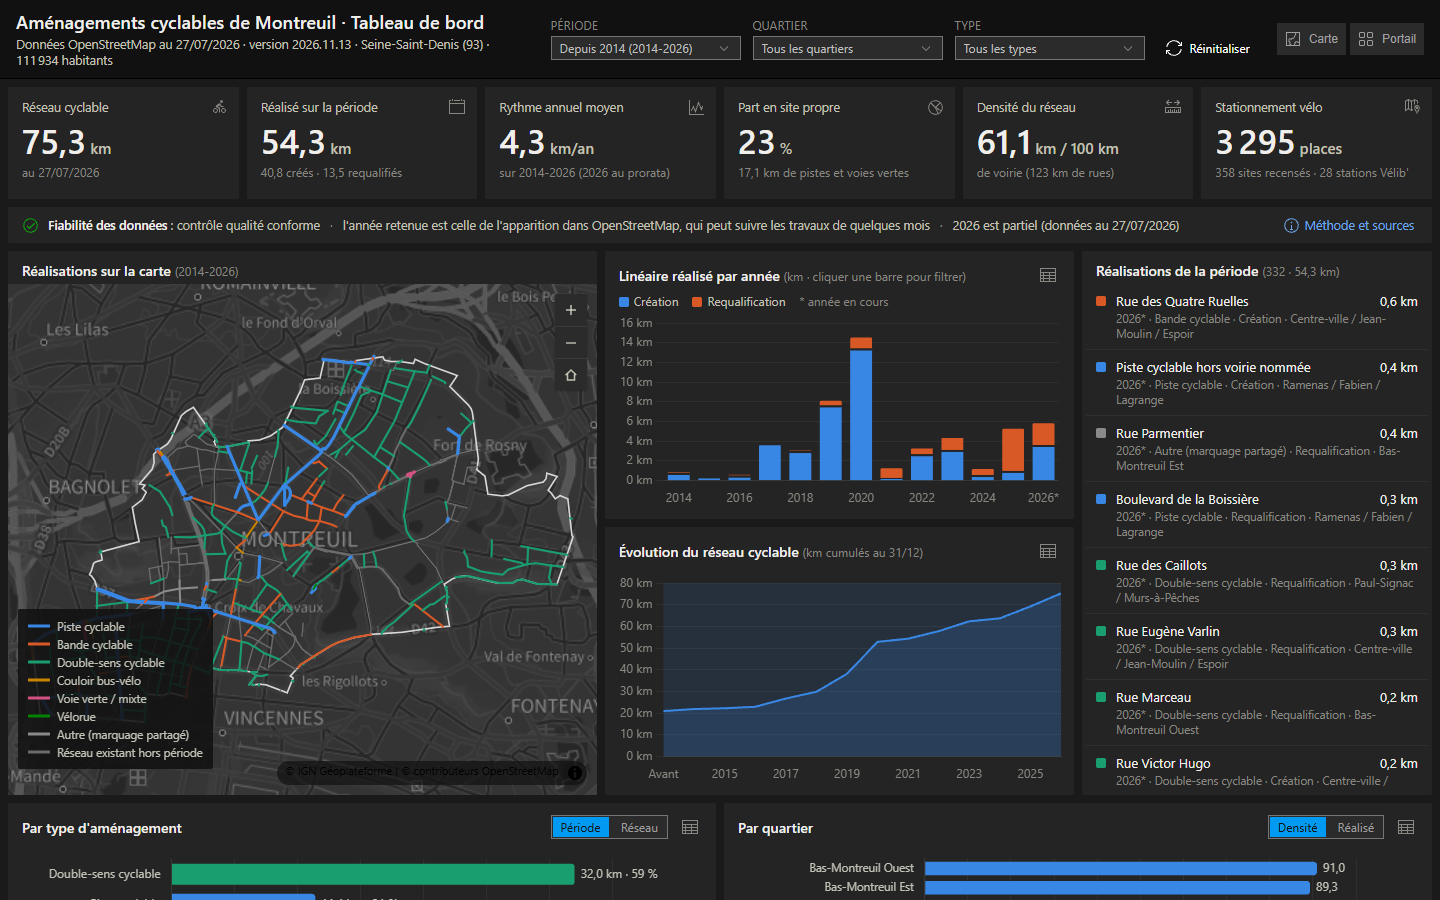 Aménagements cyclables de Montreuil · Tableau de bord
Données OpenStreetMap au 27/07/2026 · version 2026.11.13 · Seine-Saint-Denis (93) ·
111 934 habitants
PÉRIODE
Depuis 2014 (2014-2026)
QUARTIER
Tous les quartiers
TYPE
Tous les types
Réinitialiser
Carte
Portail
Réseau cyclable
75,3 km
au 27/07/2026
Réalisé sur la période
54,3 km
40,8 créés · 13,5 requalifiés
Rythme annuel moyen
4,3 km/an
sur 2014-2026 (2026 au prorata)
Part en site propre
23 %
17,1 km de pistes et voies vertes
Densité du réseau
61,1 km / 100 km
de voirie (123 km de rues)
Stationnement vélo
3 295 places
358 sites recensés · 28 stations Vélib'
Fiabilité des données : contrôle qualité conforme · l'année retenue est celle de l'apparition dans OpenStreetMap, qui peut suivre les travaux de quelques mois · 2026 est partiel (données au 27/07/2026)
Méthode et sources
Réalisations sur la carte (2014-2026)
ROMAINVILLE
le Bois Pe
Les Lilas
le Fond d'Orval
la Boissière
Fort de Rosny
D20B
BAGNOLET
D38
MONTREUIL
Croix de Chavaux
D42
Val de Fontenay
les Rigollots
VINCENNES
FONTENAY
Mandé
+
−
Piste cyclable
Bande cyclable
Double-sens cyclable
Couloir bus-vélo
Voie verte / mixte
Vélorue
Autre (marquage partagé)
Réseau existant hors période
© IGN Géoplateforme | © contributeurs OpenStreetMap
Linéaire réalisé par année (km · cliquer une barre pour filtrer)
Création
Requalification
* année en cours
16 km
14 km
12 km
10 km
8 km
6 km
4 km
2 km
0 km
2014
2016
2018
2020
2022
2024
2026*
Évolution du réseau cyclable (km cumulés au 31/12)
80 km
70 km
60 km
50 km
40 km
30 km
20 km
10 km
0 km
Avant
2015
2017
2019
2021
2023
2025
Réalisations de la période (332 · 54,3 km)
Rue des Quatre Ruelles 0,6 km
2026* · Bande cyclable · Création · Centre-ville / Jean-
Moulin / Espoir
Piste cyclable hors voirie nommée 0,4 km
2026* · Piste cyclable · Création · Ramenas / Fabien /
Lagrange
Rue Parmentier 0,4 km
2026* · Autre (marquage partagé) · Requalification · Bas-
Montreuil Est
Boulevard de la Boissière 0,3 km
2026* · Piste cyclable · Requalification · Ramenas / Fabien /
Lagrange
Rue des Caillots 0,3 km
2026* · Double-sens cyclable · Requalification · Paul-Signac
/ Murs-à-Pêches
Rue Eugène Varlin 0,3 km
2026* · Double-sens cyclable · Requalification · Centre-ville
/ Jean-Moulin / Espoir
Rue Marceau 0,2 km
2026* · Double-sens cyclable · Requalification · Bas-
Montreuil Ouest
Rue Victor Hugo 0,2 km
2026* · Double-sens cyclable · Création · Centre-ville /
Par type d'aménagement
Période
Réseau
Double-sens cyclable
32,0 km · 59 %
Par quartier
Densité
Réalisé
Bas-Montreuil Ouest
91,0
Bas-Montreuil Est
89,3